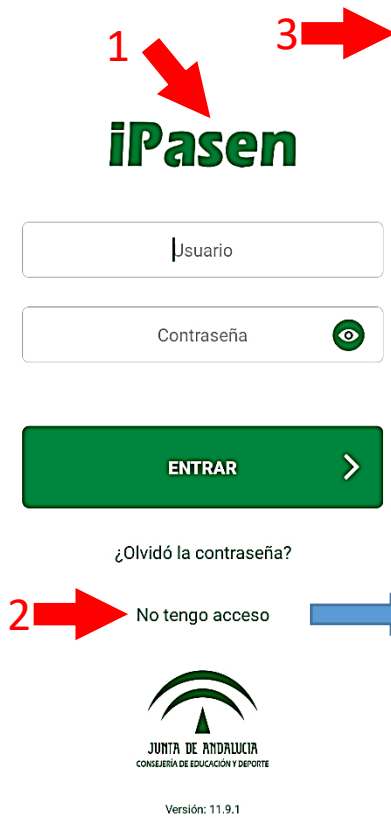 1
3
iPasen
Usuario
Contraseña
ENTRAR
¿Olvidó la contraseña?
2
No tengo acceso
JUNTA DE ANDALUCIA
CONSEJERÍA DE EDUCACIÓN Y DEPORTE
Versión: 11.9.1